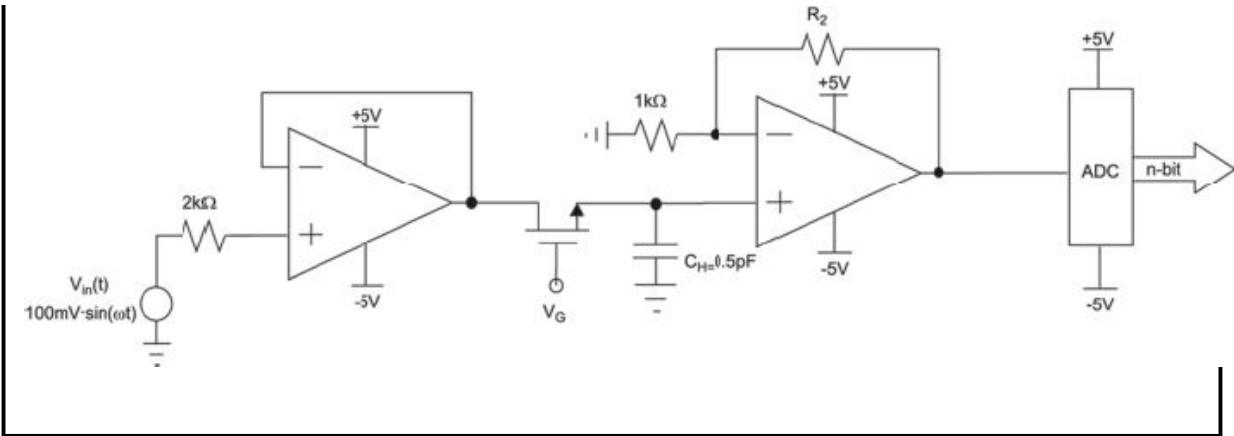 R2
+5V
+5V
1kΩ
+5V
−
−
ADC
n-bit
2kΩ
+
+
CH=0.5pF
-5V
-5V
-5V
Vin(t)
100mV·sin(ωt)
VG